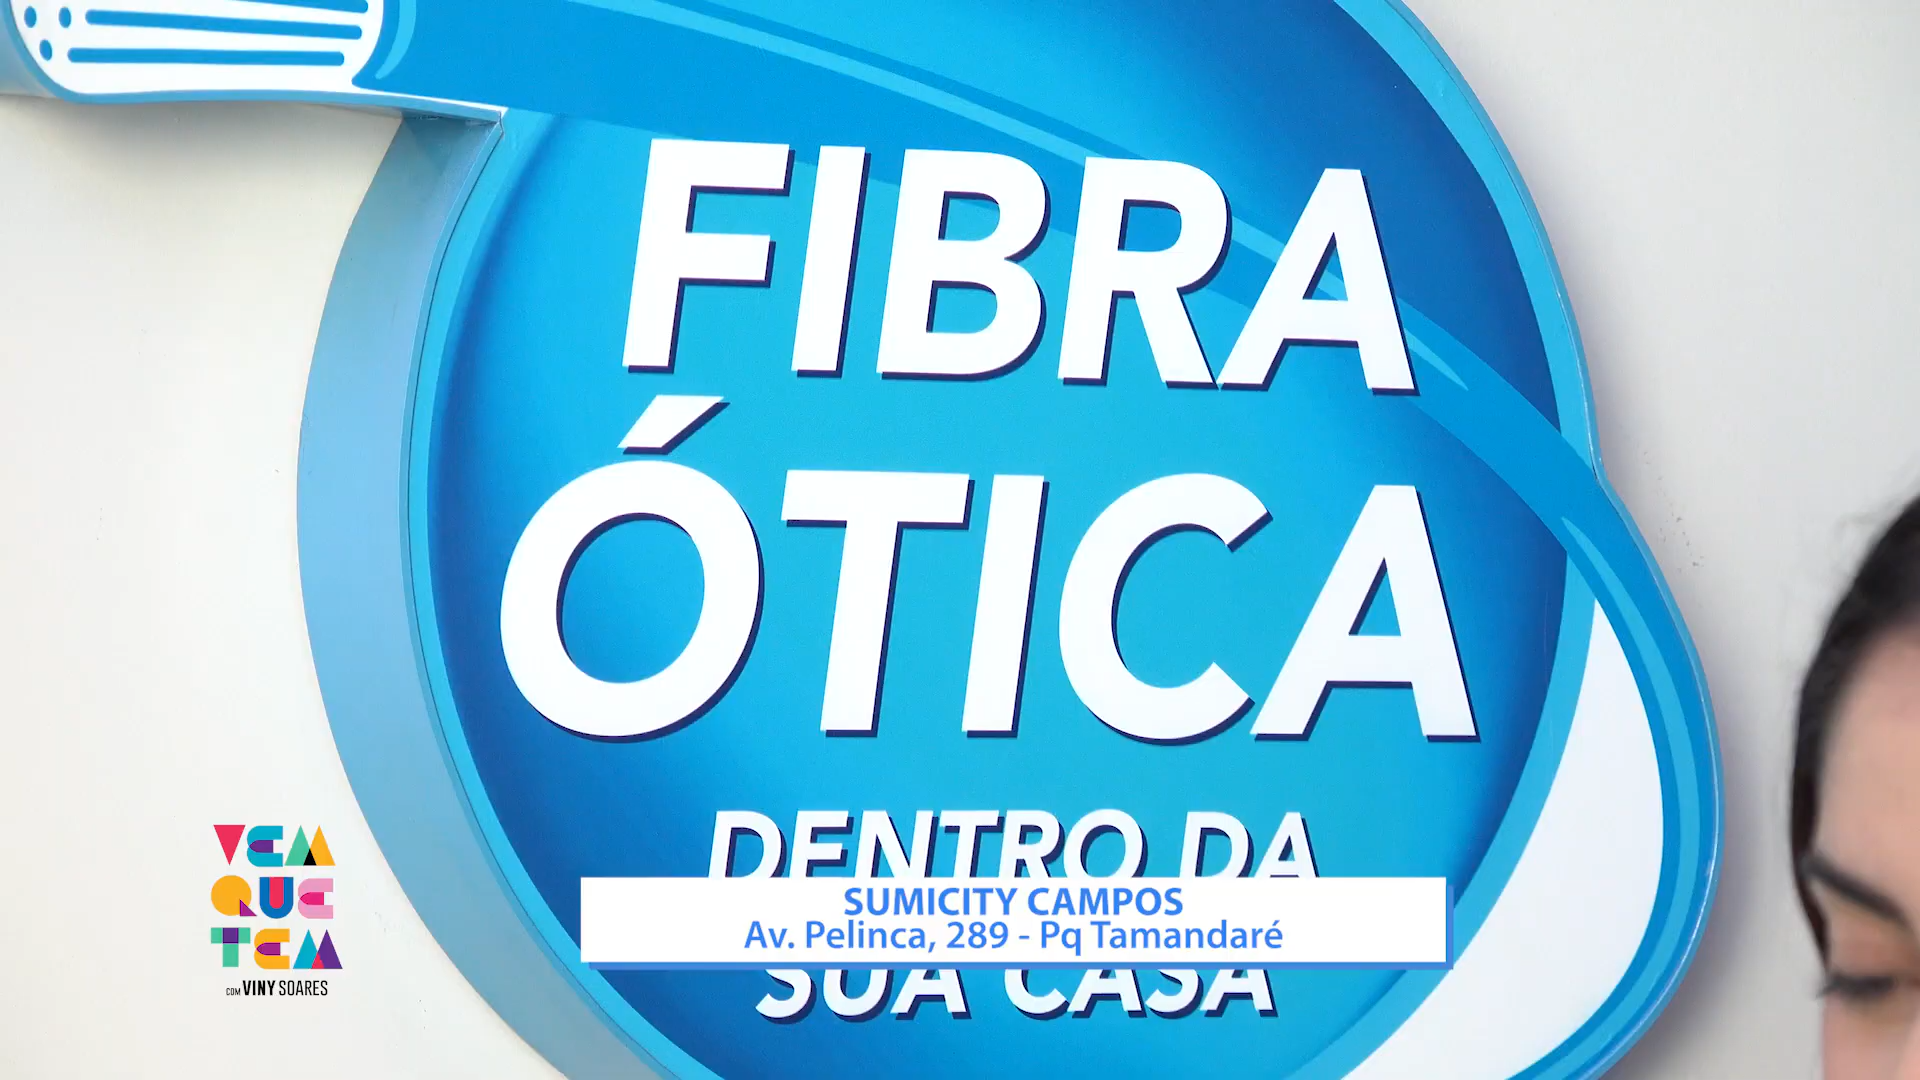 FIBRA
ÓTICA
DENTRO DA
SUA CASA
SUMICITY CAMPOS
Av. Pelinca, 289 - Pq Tamandaré
VEM
QUE
TEM
COM VINY SOARES